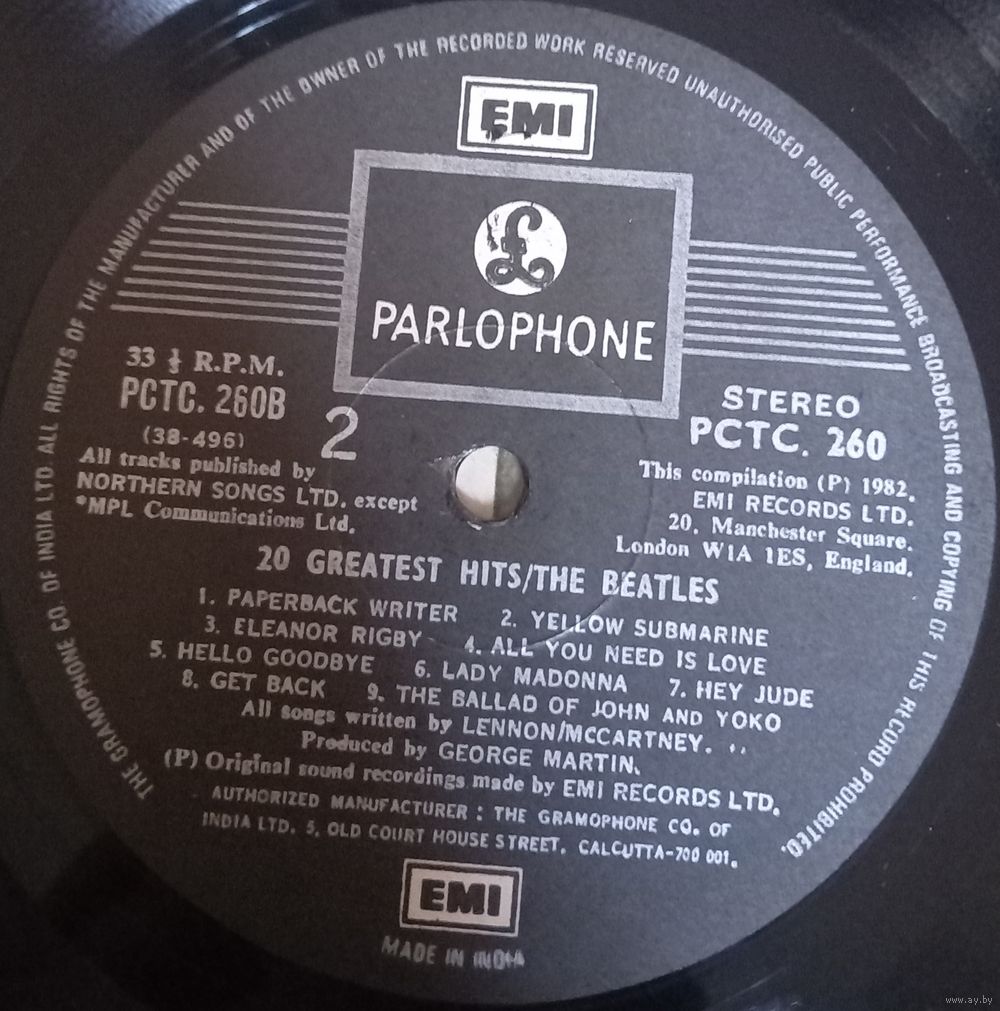 THE GRAMOPHONE CO. OF INDIA LTD. ALL RIGHTS OF THE MANUFACTURER AND OF THE OWNER OF THE RECORDED WORK RESERVED UNAUTHORISED PUBLIC PERFORMANCE BROADCASTING AND COPYING OF THIS RECORD PROHIBITED.
EMI
£
PARLOPHONE
33 ⅓ R.P.M.
PCTC. 260B
(38-496)
2
All tracks published by
NORTHERN SONGS LTD. except
*MPL Communications Ltd.
STEREO
PCTC. 260
This compilation (P) 1982.
EMI RECORDS LTD.
20. Manchester Square.
London W1A 1ES, England.
20 GREATEST HITS/THE BEATLES
1. PAPERBACK WRITER 2. YELLOW SUBMARINE
3. ELEANOR RIGBY 4. ALL YOU NEED IS LOVE
5. HELLO GOODBYE 6. LADY MADONNA 7. HEY JUDE
8. GET BACK 9. THE BALLAD OF JOHN AND YOKO
All songs written by LENNON/MCCARTNEY.
Produced by GEORGE MARTIN.
(P) Original sound recordings made by EMI RECORDS LTD.
AUTHORIZED MANUFACTURER : THE GRAMOPHONE CO. OF
INDIA LTD. 5, OLD COURT HOUSE STREET. CALCUTTA-700 001.
EMI
MADE IN INDIA
www.ay.by